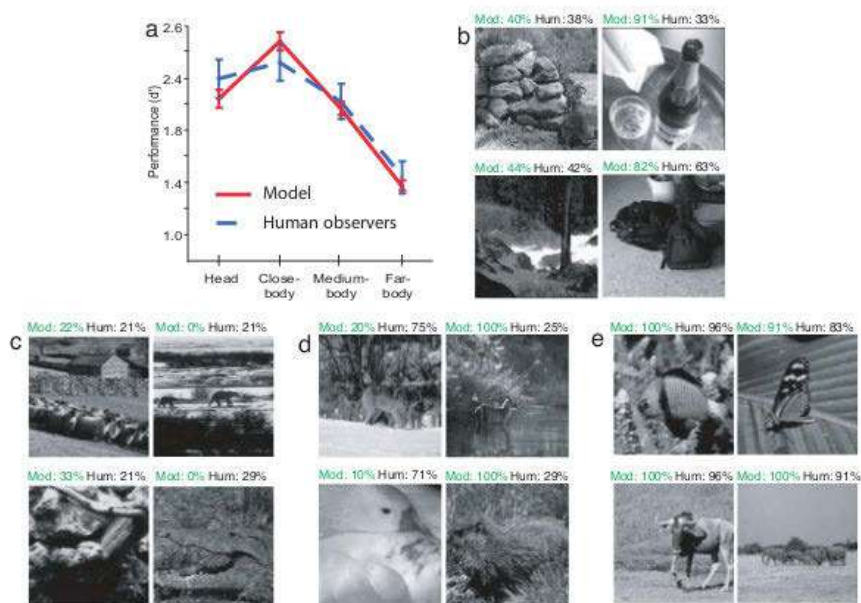 a
2.6
2.4
1.8
1.4
1.0
Performance (d')
Model
Human observers
Head
Close-
body
Medium-
body
Far-
body
b
Mod: 40% Hum: 38%
Mod: 91% Hum: 33%
Mod: 44% Hum: 42%
Mod: 82% Hum: 63%
c
Mod: 22% Hum: 21%
Mod: 0% Hum: 21%
Mod: 33% Hum: 21%
Mod: 0% Hum: 29%
d
Mod: 20% Hum: 75%
Mod: 100% Hum: 25%
Mod: 10% Hum: 71%
Mod: 100% Hum: 29%
e
Mod: 100% Hum: 96%
Mod: 91% Hum: 83%
Mod: 100% Hum: 96%
Mod: 100% Hum: 91%